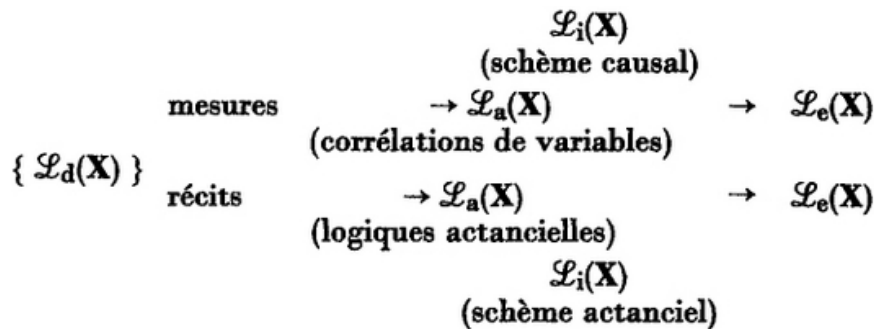 ℒi(X)
(schème causal)
mesures → ℒa(X) → ℒe(X)
(corrélations de variables)
{ ℒd(X) }
récits → ℒa(X) → ℒe(X)
(logiques actancielles)
ℒi(X)
(schème actanciel)